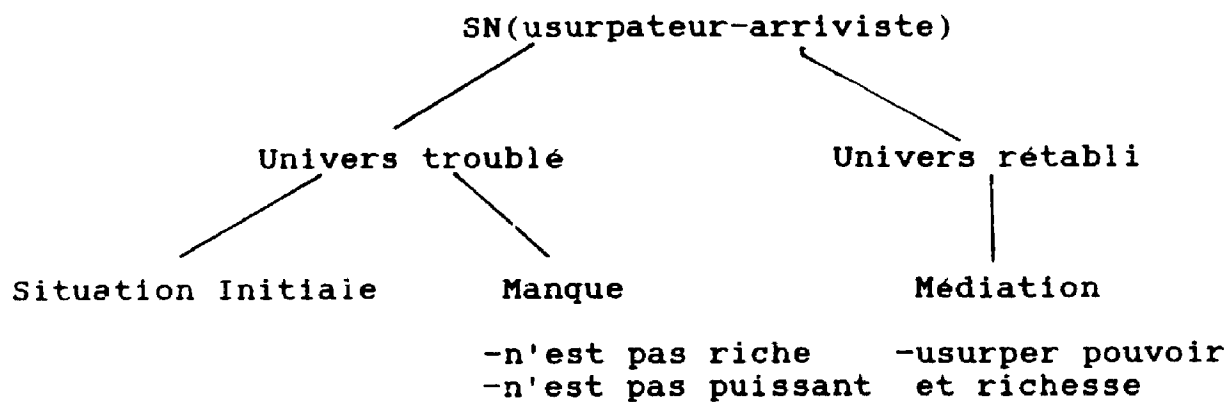 SN(usurpateur-arriviste)
Univers troublé Univers rétabli
Situation Initiale Manque Médiation
-n'est pas riche -usurper pouvoir
-n'est pas puissant et richesse